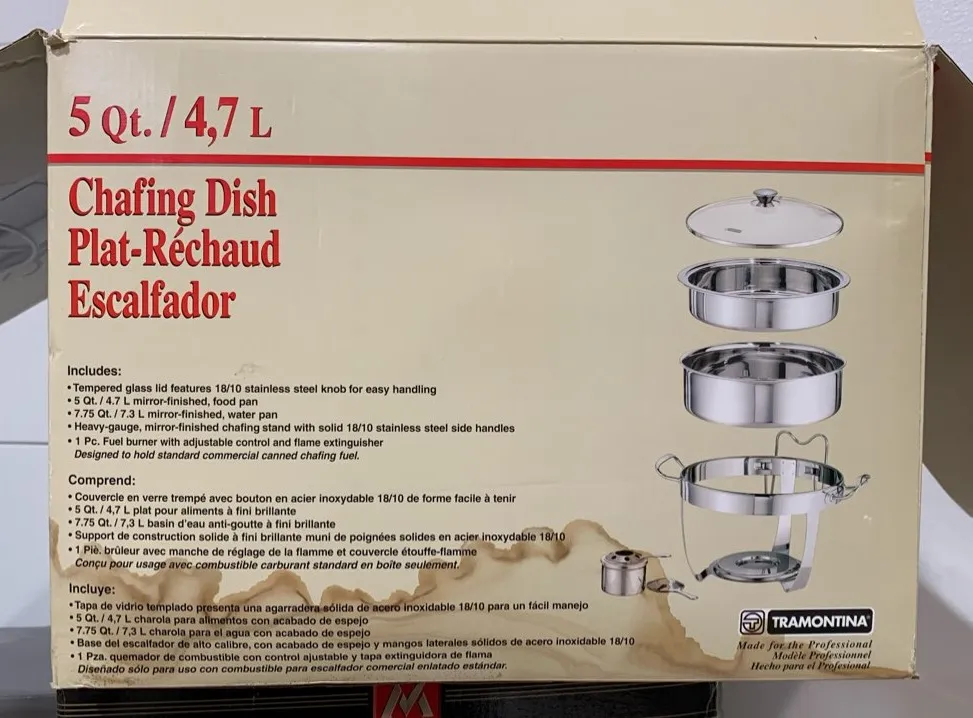 5 Qt. / 4,7 L
Chafing Dish
Plat-Réchaud
Escalfador
Includes:
• Tempered glass lid features 18/10 stainless steel knob for easy handling
• 5 Qt. / 4.7 L mirror-finished, food pan
• 7.75 Qt. / 7.3 L mirror-finished, water pan
• Heavy-gauge, mirror-finished chafing stand with solid 18/10 stainless steel side handles
• 1 Pc. Fuel burner with adjustable control and flame extinguisher
Designed to hold standard commercial canned chafing fuel.
Comprend:
• Couvercle en verre trempé avec bouton en acier inoxydable 18/10 de forme facile à tenir
• 5 Qt. / 4,7 L plat pour aliments à fini brillante
• 7.75 Qt. / 7,3 L basin d'eau anti-goutte à fini brillante
• Support de construction solide à fini brillante muni de poignées solides en acier inoxydable 18/10
• 1 Piè. brûleur avec manche de réglage de la flamme et couvercle étouffe-flamme
Conçu pour usage avec combustible carburant standard en boîte seulement.
Incluye:
• Tapa de vidrio templado presenta una agarradera sólida de acero inoxidable 18/10 para un fácil manejo
• 5 Qt. / 4,7 L charola para alimentos con acabado de espejo
• 7.75 Qt. / 7,3 L charola para el agua con acabado de espejo
• Base del escalfador de alto calibre, con acabado de espejo y mangos laterales sólidos de acero inoxidable 18/10
• 1 Pza. quemador de combustible con control ajustable y tapa extinguidora de flama
Diseñado sólo para uso con combustible para escalfador comercial enlatado estándar.
TRAMONTINA®
Made for the Professional
Modèle Professionnel
Hecho para el Profesional